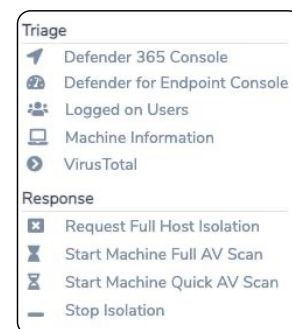 Triage
Defender 365 Console
Defender for Endpoint Console
Logged on Users
Machine Information
VirusTotal
Response
Request Full Host Isolation
Start Machine Full AV Scan
Start Machine Quick AV Scan
Stop Isolation